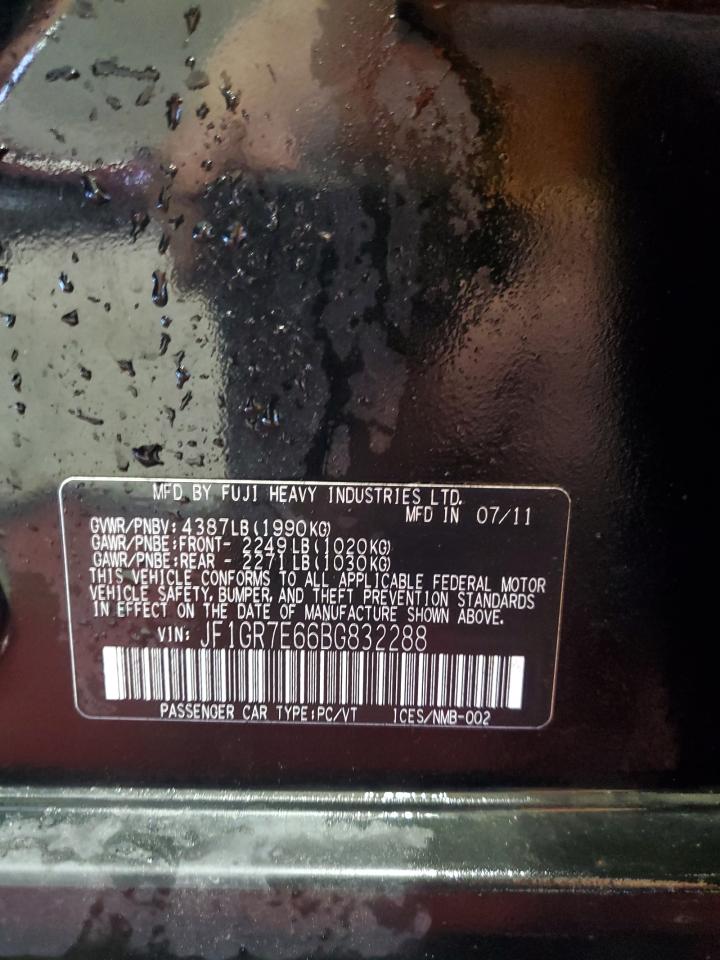 MFD BY FUJI HEAVY INDUSTRIES LTD.
MFD IN 07/11
GVWR/PNBV: 4387LB(1990KG)
GAWR/PNBE:FRONT- 2249LB(1020KG)
GAWR/PNBE:REAR - 2271LB(1030KG)
THIS VEHICLE CONFORMS TO ALL APPLICABLE FEDERAL MOTOR
VEHICLE SAFETY, BUMPER, AND THEFT PREVENTION STANDARDS
IN EFFECT ON THE DATE OF MANUFACTURE SHOWN ABOVE.
VIN: JF1GR7E66BG832288
PASSENGER CAR TYPE:PC/VT ICES/NMB-002